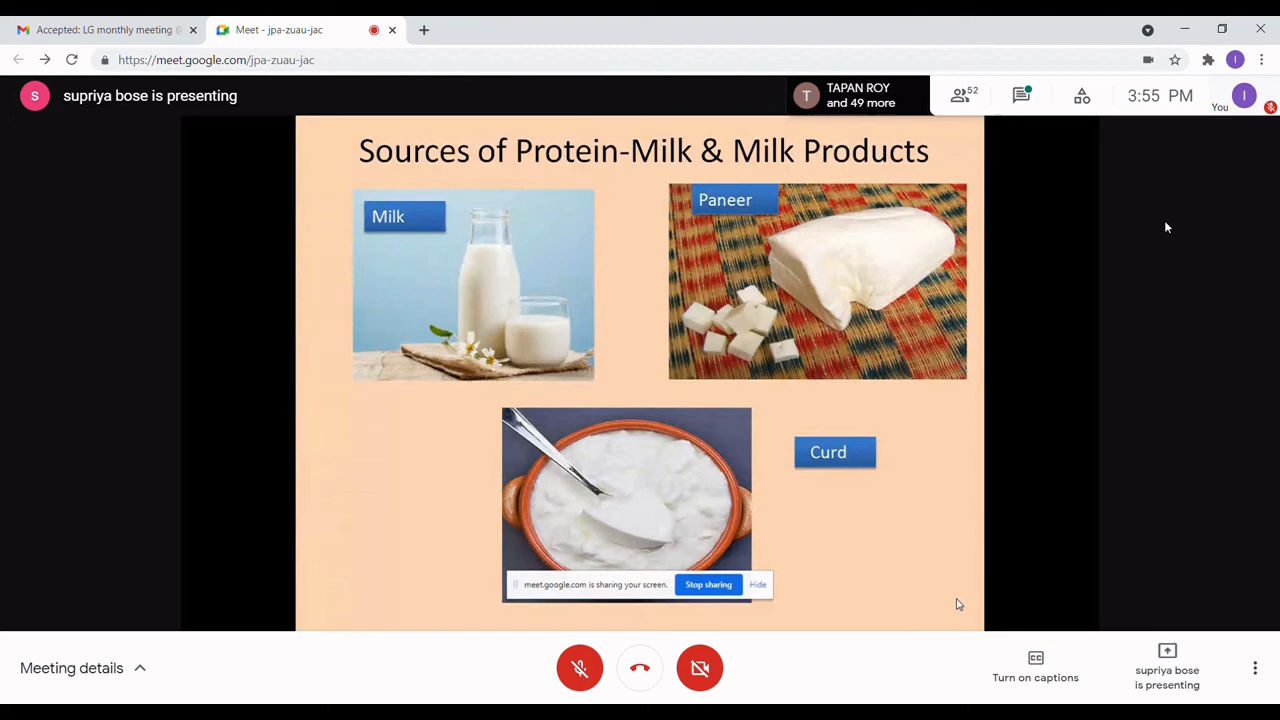 Accepted: LG monthly meeting
Meet - jpa-zuau-jac
https://meet.google.com/jpa-zuau-jac
S
supriya bose is presenting
T
TAPAN ROY
and 49 more
52
3:55 PM
You
I
I
Sources of Protein-Milk & Milk Products
Milk
Paneer
Curd
meet.google.com is sharing your screen.
Stop sharing
Hide
Meeting details
CC
Turn on captions
supriya bose
is presenting